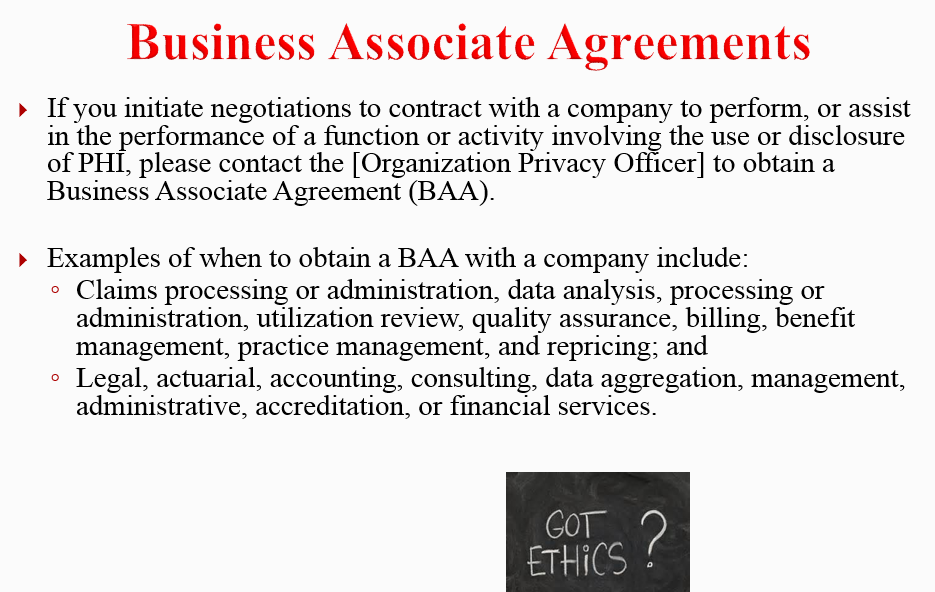 Business Associate Agreements
If you initiate negotiations to contract with a company to perform, or assist
in the performance of a function or activity involving the use or disclosure
of PHI, please contact the [Organization Privacy Officer] to obtain a
Business Associate Agreement (BAA).
Examples of when to obtain a BAA with a company include:
Claims processing or administration, data analysis, processing or
administration, utilization review, quality assurance, billing, benefit
management, practice management, and repricing; and
Legal, actuarial, accounting, consulting, data aggregation, management,
administrative, accreditation, or financial services.
GOT
ETHiCS ?